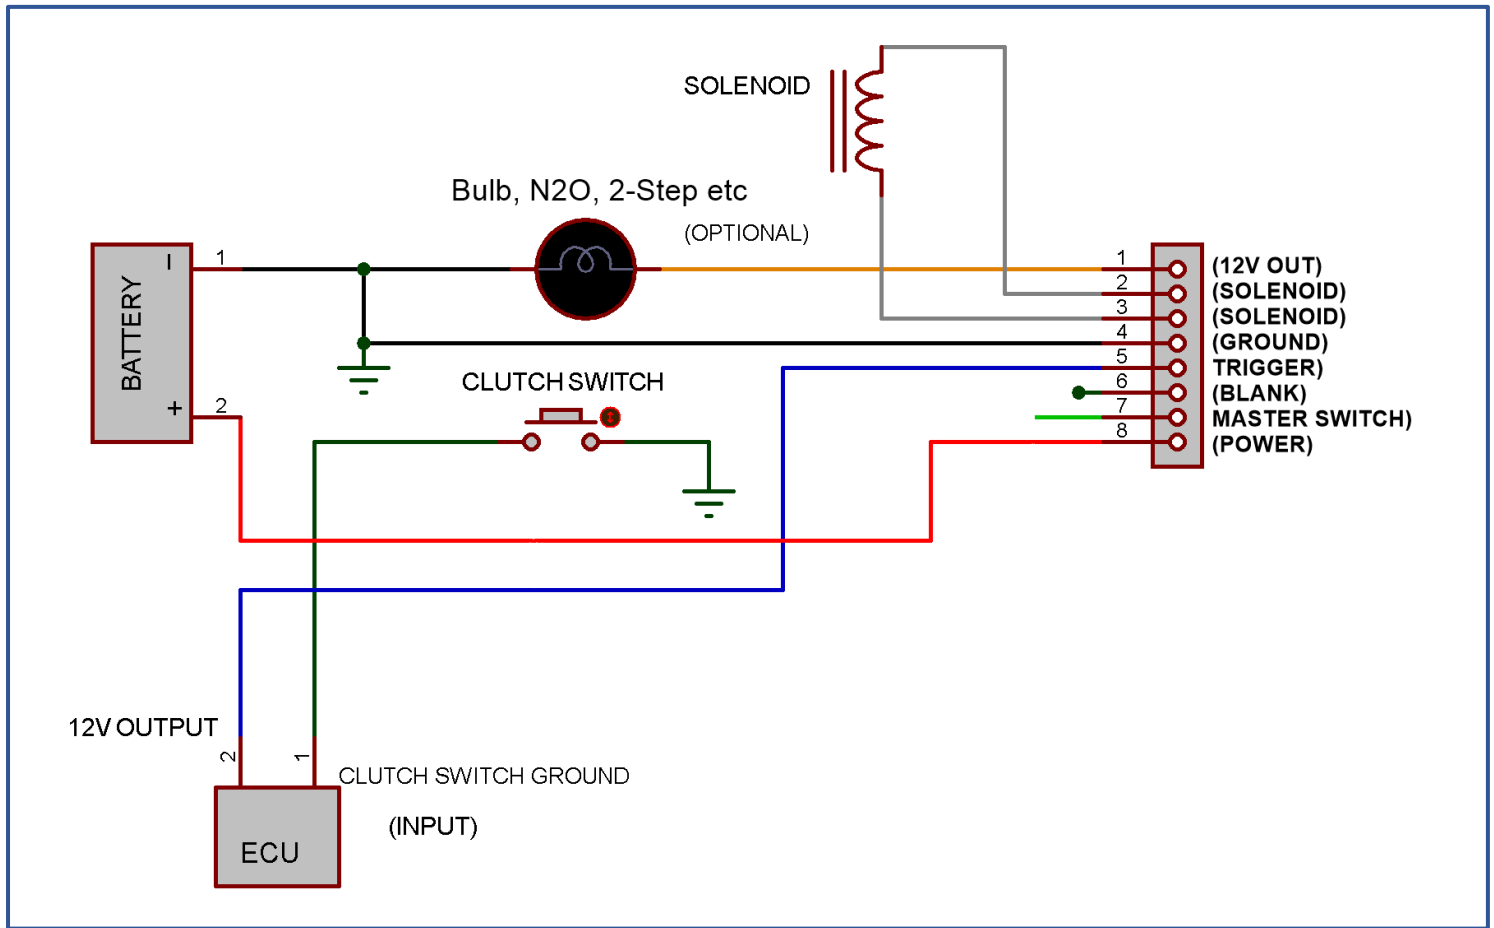 SOLENOID
Bulb, N2O, 2-Step etc
(OPTIONAL)
BATTERY
–
+
1
2
CLUTCH SWITCH
1
2
3
4
5
6
7
8
(12V OUT)
(SOLENOID)
(SOLENOID)
(GROUND)
TRIGGER)
(BLANK)
MASTER SWITCH)
(POWER)
12V OUTPUT
2
1
CLUTCH SWITCH GROUND
(INPUT)
ECU